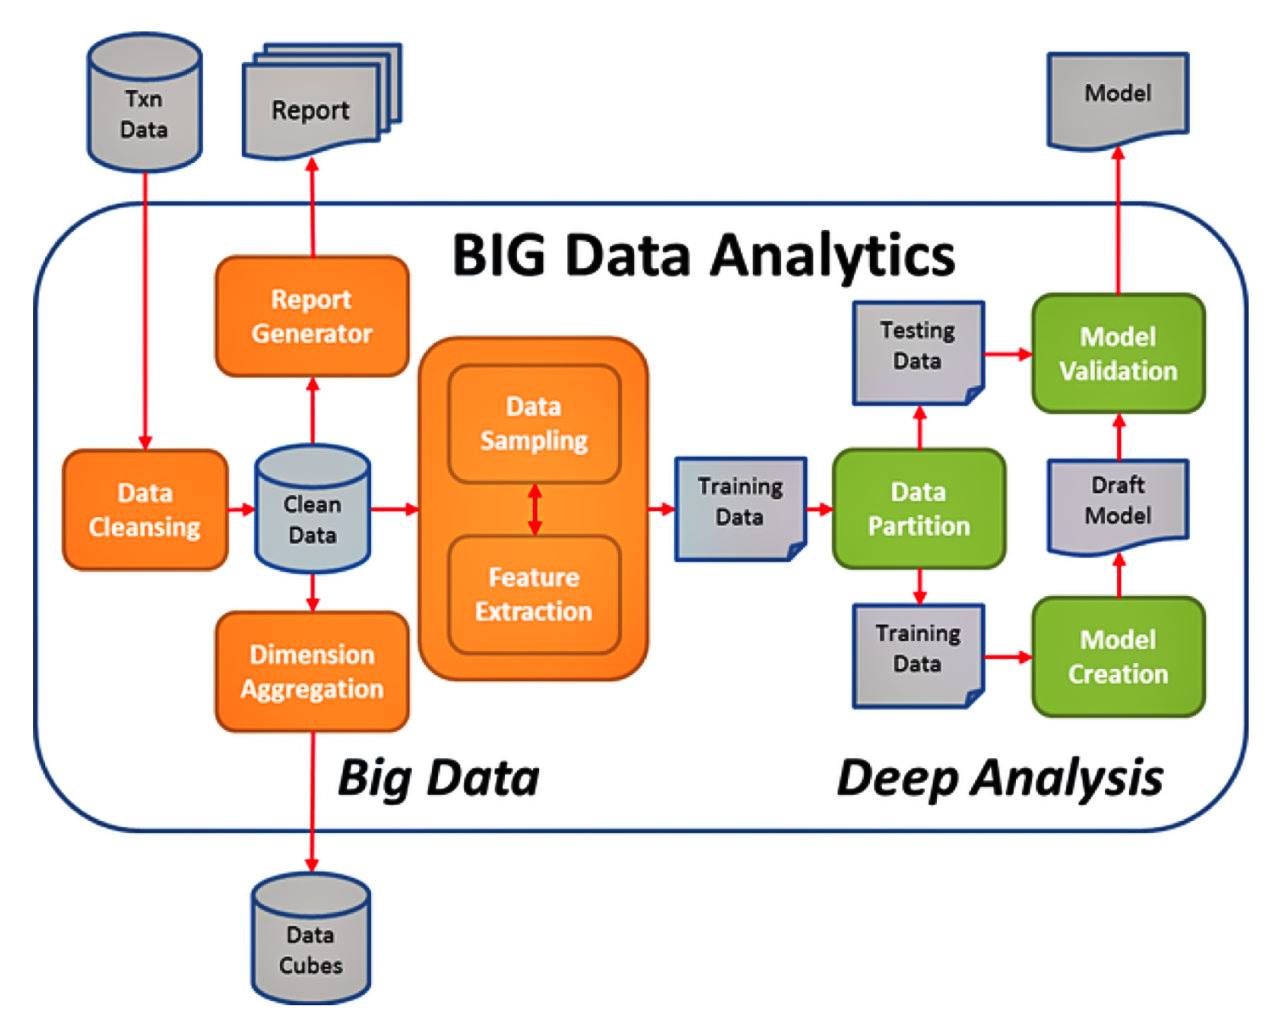 Txn
Data
Report
Model
BIG Data Analytics
Report
Generator
Data
Sampling
Testing
Data
Model
Validation
Data
Cleansing
Clean
Data
Training
Data
Data
Partition
Draft
Model
Feature
Extraction
Dimension
Aggregation
Training
Data
Model
Creation
Big Data
Deep Analysis
Data
Cubes